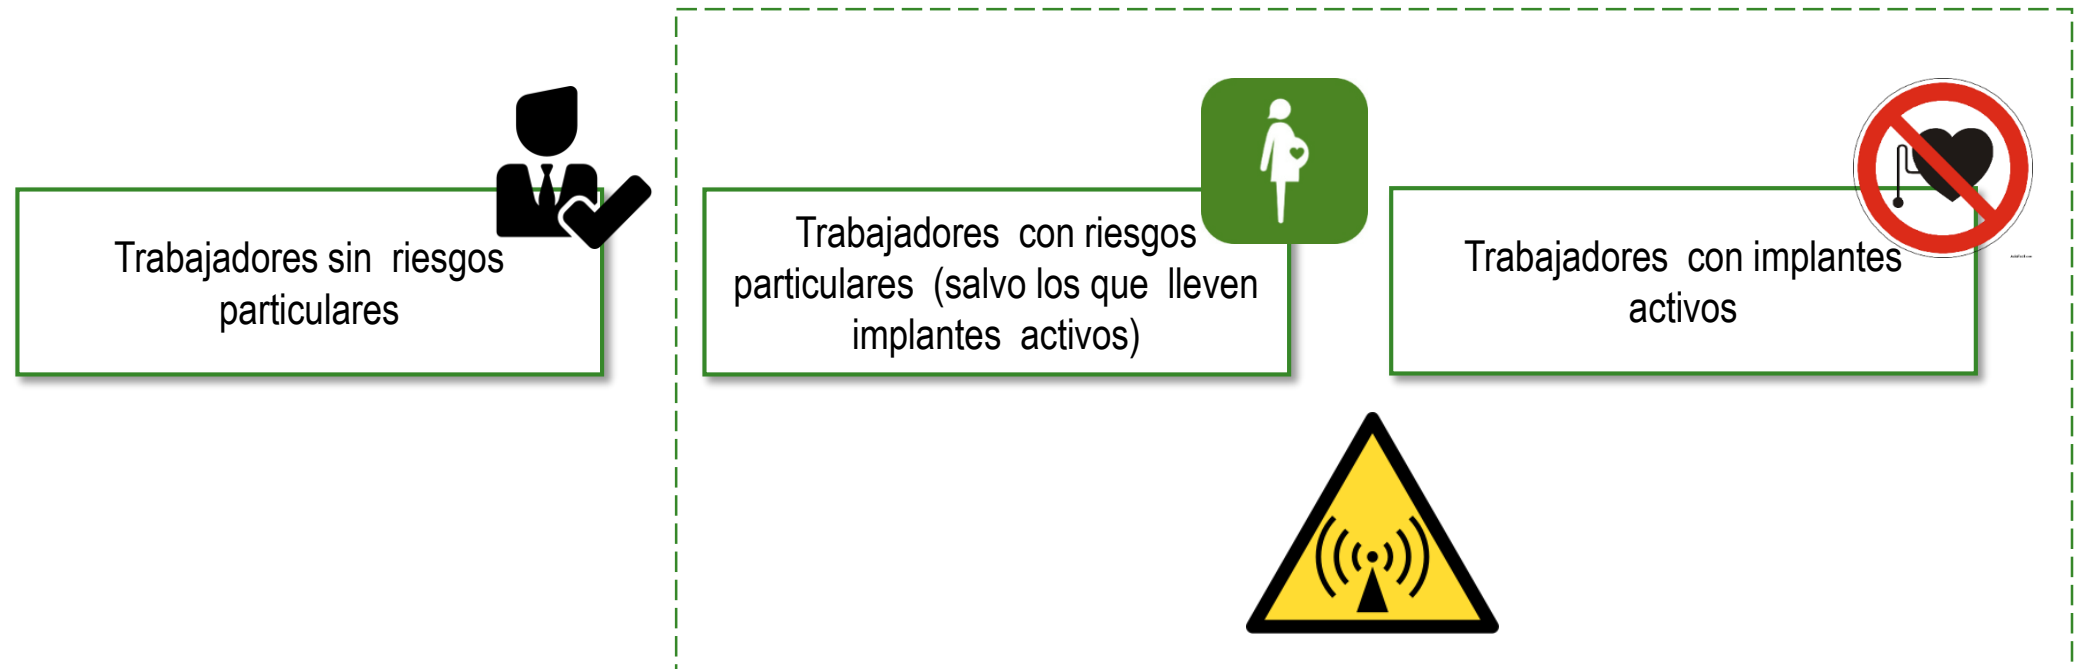 Trabajadores sin riesgos
particulares
Trabajadores con riesgos
particulares (salvo los que lleven
implantes activos)
Trabajadores con implantes
activos